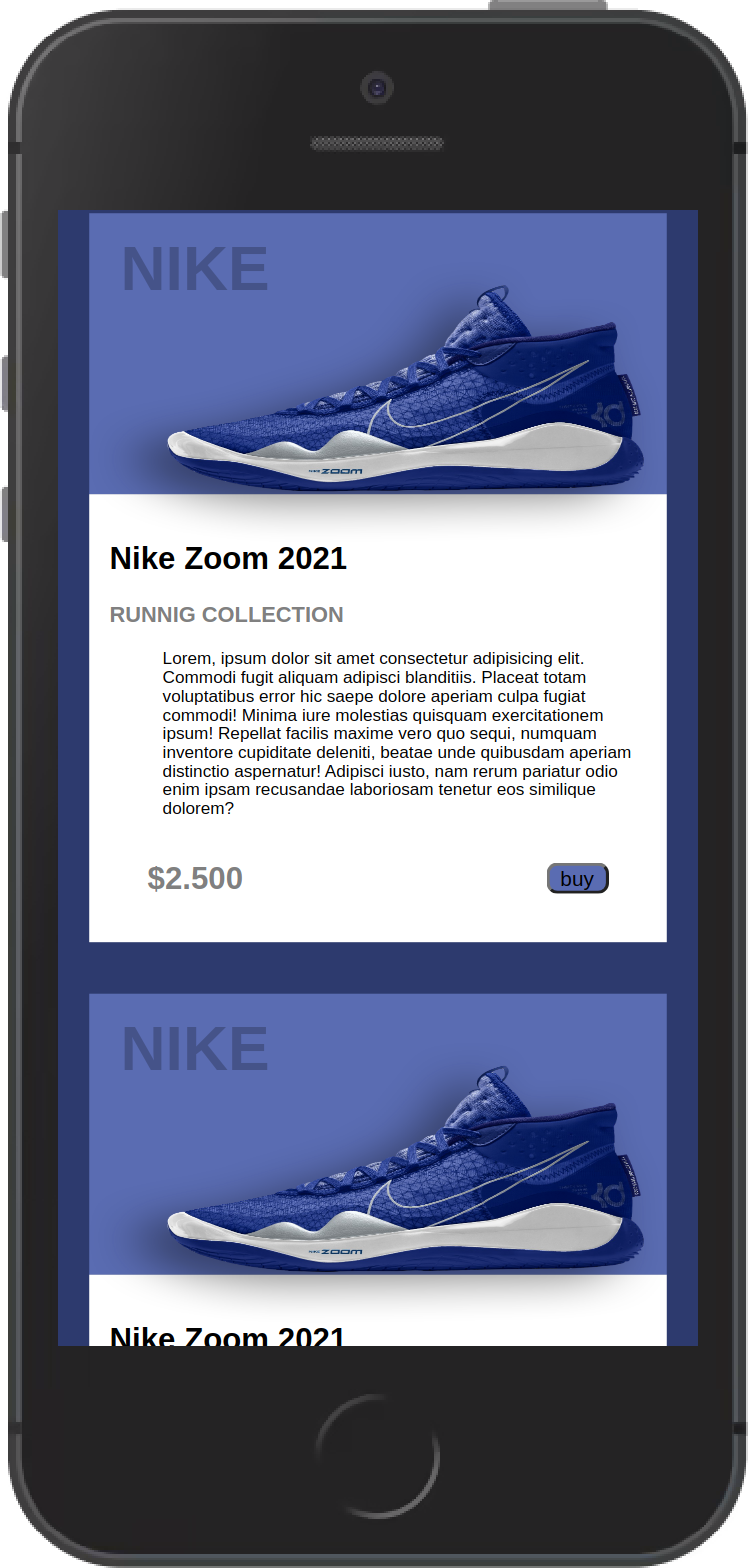 NIKE
NIKE ZOOM
Nike Zoom 2021
RUNNIG COLLECTION
Lorem, ipsum dolor sit amet consectetur adipisicing elit.
Commodi fugit aliquam adipisci blanditiis. Placeat totam
voluptatibus error hic saepe dolore aperiam culpa fugiat
commodi! Minima iure molestias quisquam exercitationem
ipsum! Repellat facilis maxime vero quo sequi, numquam
inventore cupiditate deleniti, beatae unde quibusdam aperiam
distinctio aspernatur! Adipisci iusto, nam rerum pariatur odio
enim ipsam recusandae laboriosam tenetur eos similique
dolorem?
$2.500
buy
NIKE
NIKE ZOOM
Nike Zoom 2021